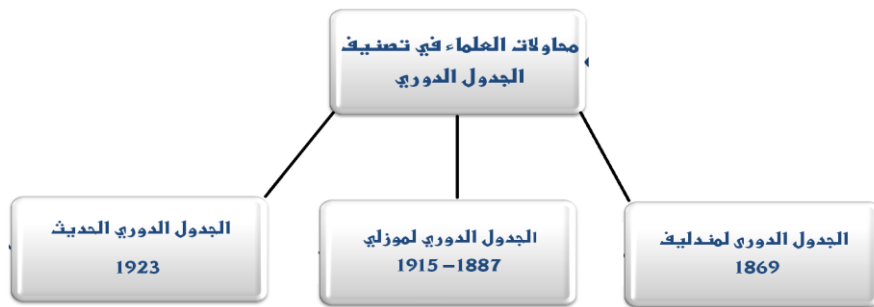 محاولات العلماء في تصنيف
الجدول الدوري
الجدول الدوري لمندليف
1869
الجدول الدوري لموزلي
1887– 1915
الجدول الدوري الحديث
1923